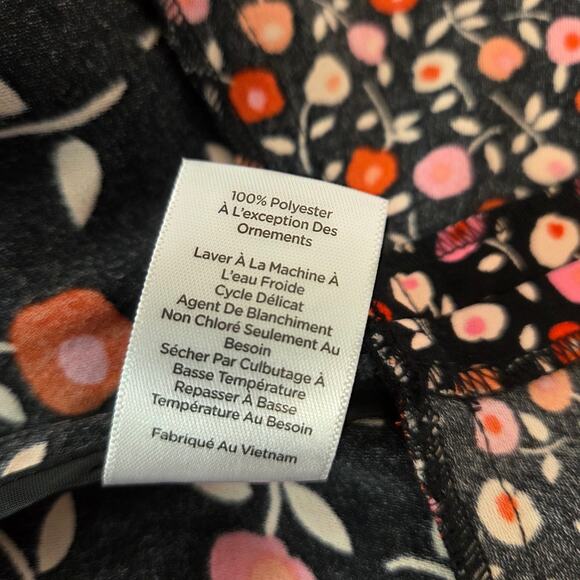 100% Polyester
À L'exception Des
Ornements
Laver À La Machine À
L'eau Froide
Cycle Délicat
Agent De Blanchiment
Non Chloré Seulement Au
Besoin
Sécher Par Culbutage À
Basse Température
Repasser À Basse
Température Au Besoin
Fabriqué Au Vietnam